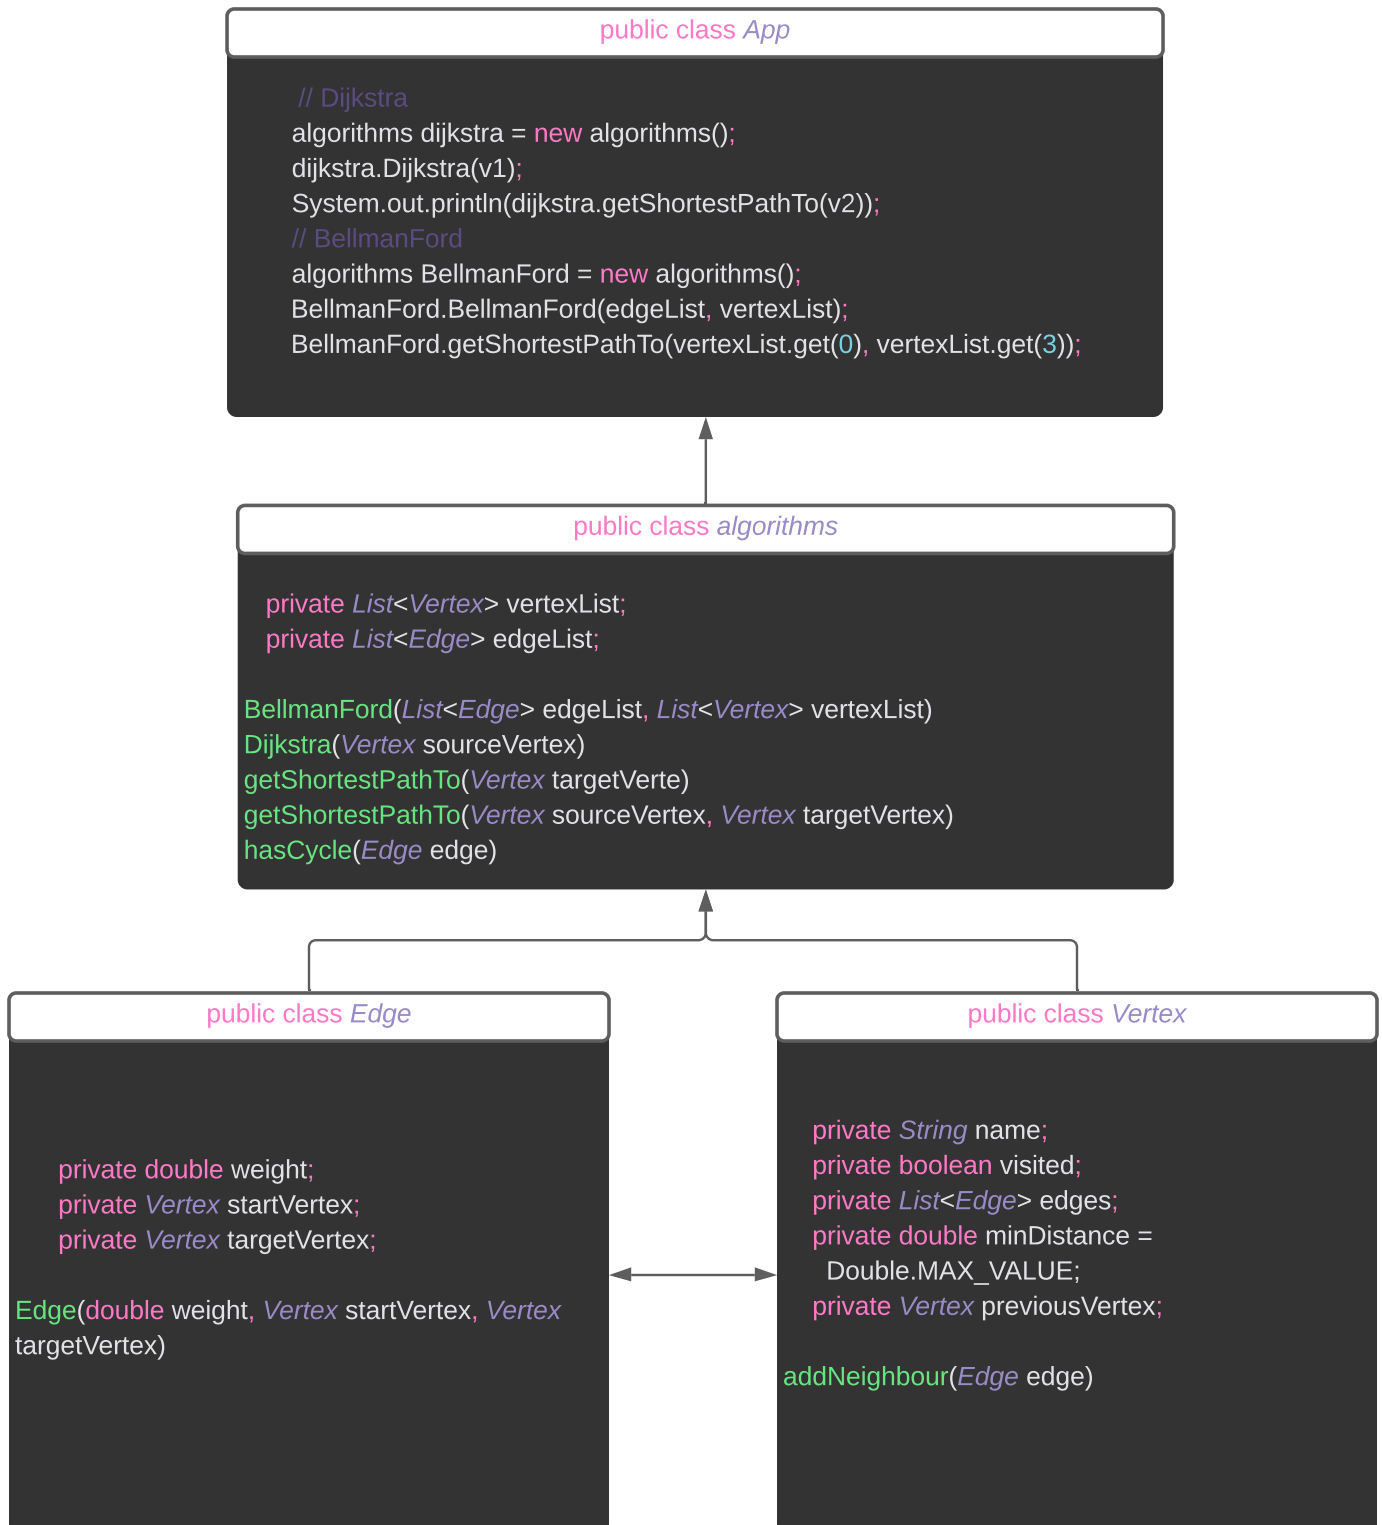 public class App
// Dijkstra
algorithms dijkstra = new algorithms();
dijkstra.Dijkstra(v1);
System.out.println(dijkstra.getShortestPathTo(v2));
// BellmanFord
algorithms BellmanFord = new algorithms();
BellmanFord.BellmanFord(edgeList, vertexList);
BellmanFord.getShortestPathTo(vertexList.get(0), vertexList.get(3));
public class algorithms
private List<Vertex> vertexList;
private List<Edge> edgeList;
BellmanFord(List<Edge> edgeList, List<Vertex> vertexList)
Dijkstra(Vertex sourceVertex)
getShortestPathTo(Vertex targetVerte)
getShortestPathTo(Vertex sourceVertex, Vertex targetVertex)
hasCycle(Edge edge)
public class Edge
private double weight;
private Vertex startVertex;
private Vertex targetVertex;
Edge(double weight, Vertex startVertex, Vertex
targetVertex)
public class Vertex
private String name;
private boolean visited;
private List<Edge> edges;
private double minDistance =
Double.MAX_VALUE;
private Vertex previousVertex;
addNeighbour(Edge edge)